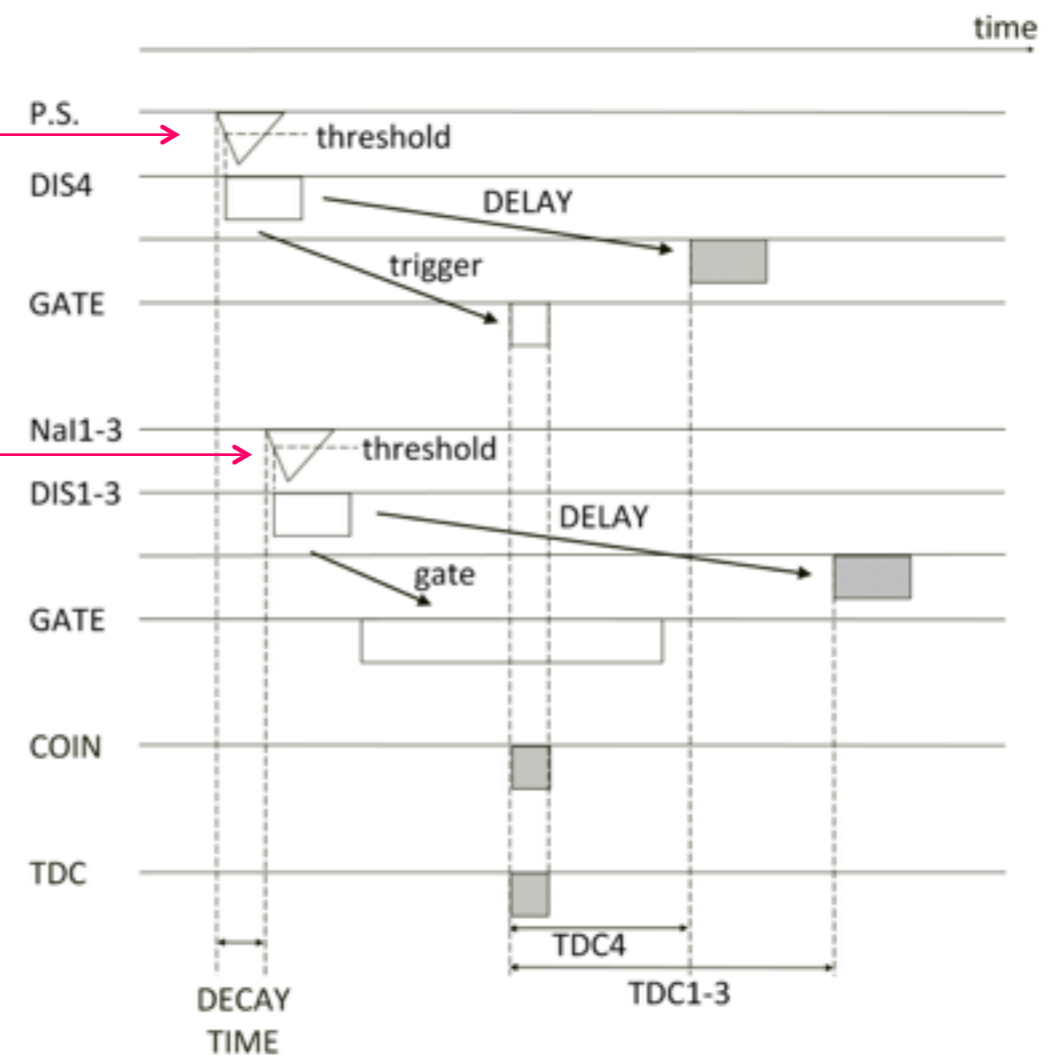 time
P.S.
threshold
DIS4
DELAY
trigger
GATE
NaI1-3
threshold
DIS1-3
DELAY
gate
GATE
COIN
TDC
TDC4
TDC1-3
DECAY
TIME